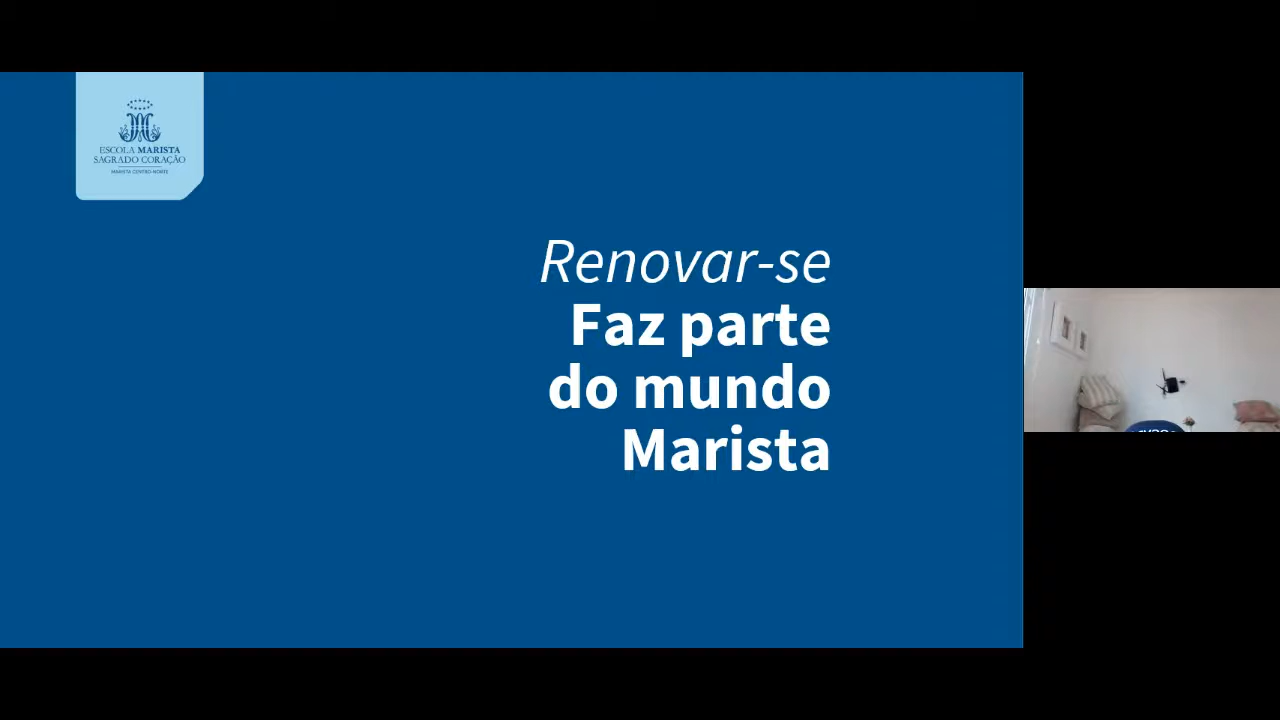 ESCOLA MARISTA
SAGRADO CORAÇÃO
MARISTA CENTRO-NORTE
Renovar-se
Faz parte
do mundo
Marista